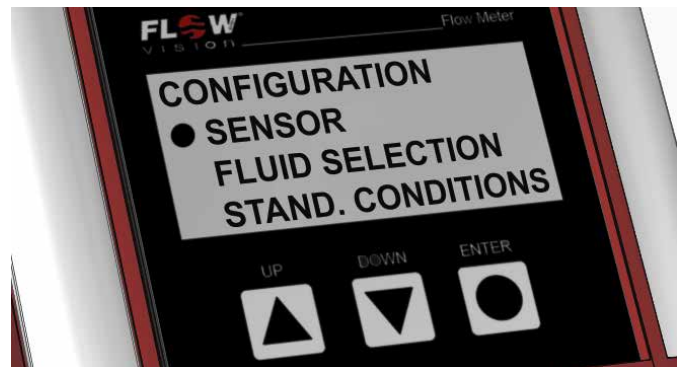 FLOW
vision
Flow Meter
CONFIGURATION
SENSOR
FLUID SELECTION
STAND. CONDITIONS
UP DOWN ENTER